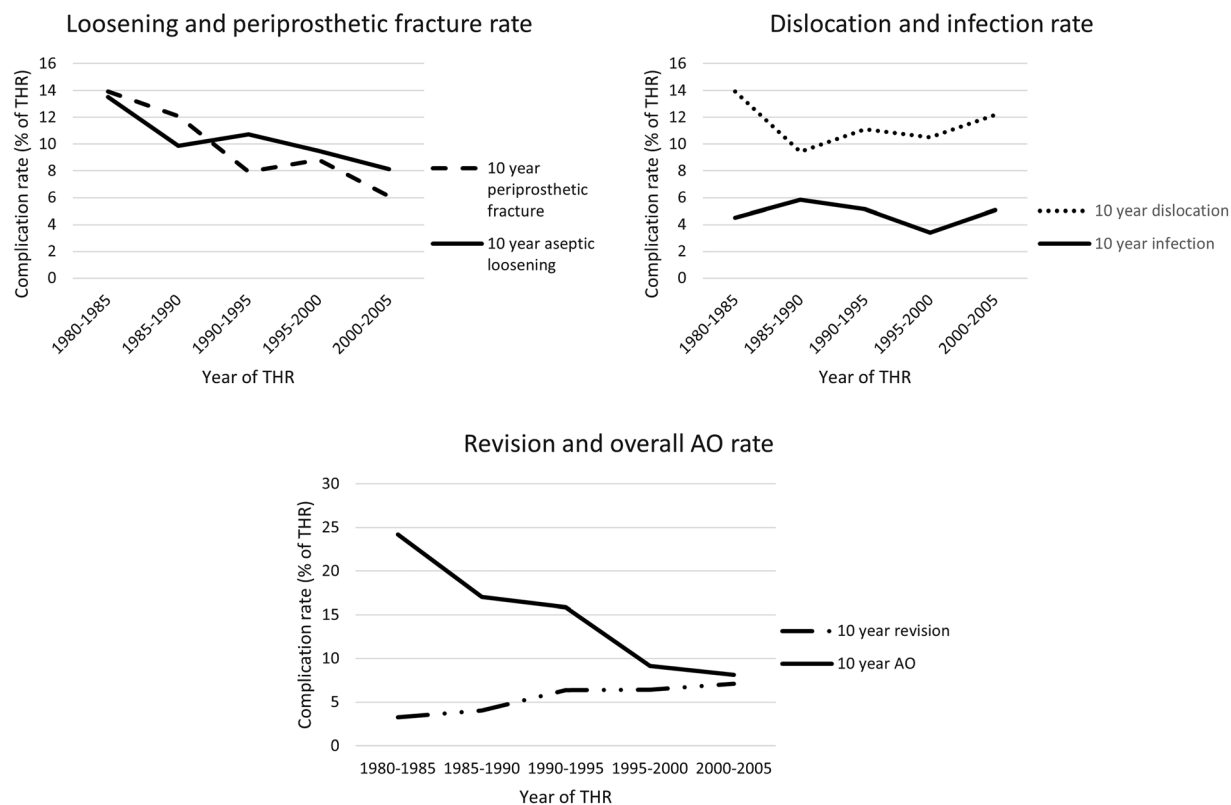 Loosening and periprosthetic fracture rate
Complication rate (% of THR)
16
14
12
10
8
6
4
2
0
1980-1985
1985-1990
1990-1995
1995-2000
2000-2005
Year of THR
10 year
periprosthetic
fracture
10 year aseptic
loosening
Dislocation and infection rate
Complication rate (% of THR)
16
14
12
10
8
6
4
2
0
1980-1985
1985-1990
1990-1995
1995-2000
2000-2005
Year of THR
10 year dislocation
10 year infection
Revision and overall AO rate
Complication rate (% of THR)
30
25
20
15
10
5
0
1980-1985 1985-1990 1990-1995 1995-2000 2000-2005
Year of THR
10 year revision
10 year AO